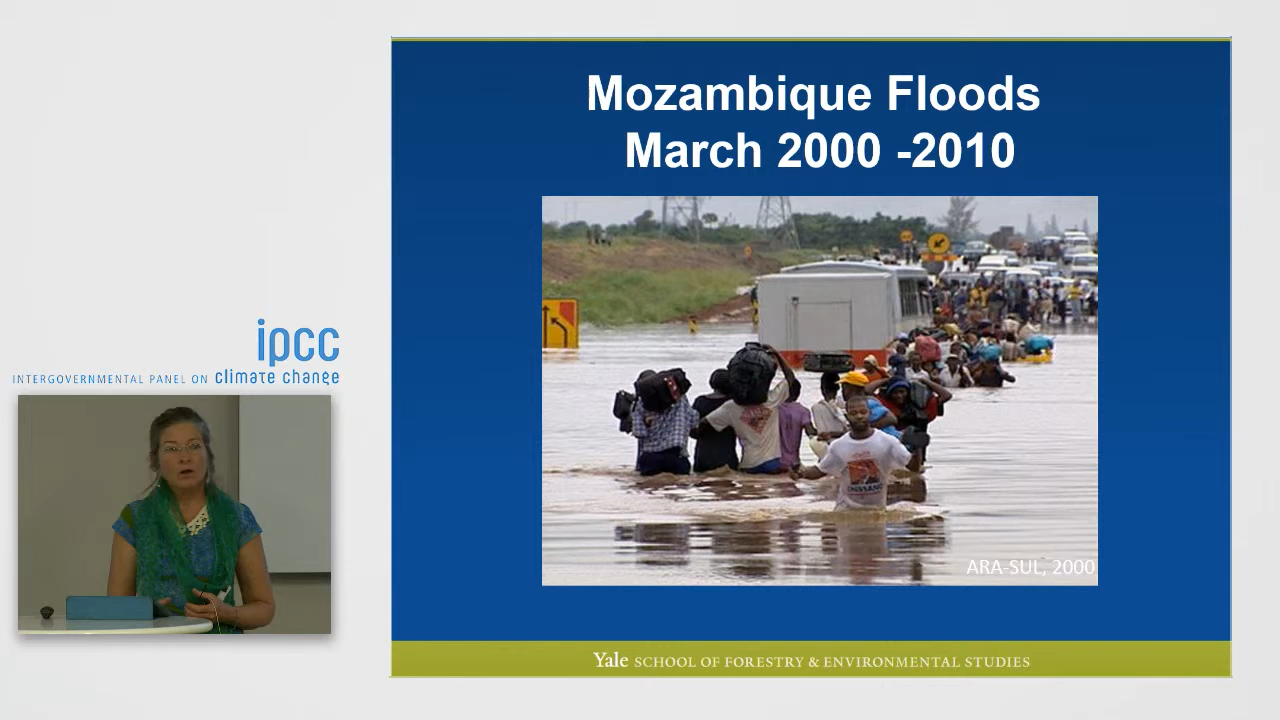 Mozambique Floods
March 2000 -2010
ipcc
INTERGOVERNMENTAL PANEL ON climate change
ARA-SUL, 2000
Yale SCHOOL OF FORESTRY & ENVIRONMENTAL STUDIES